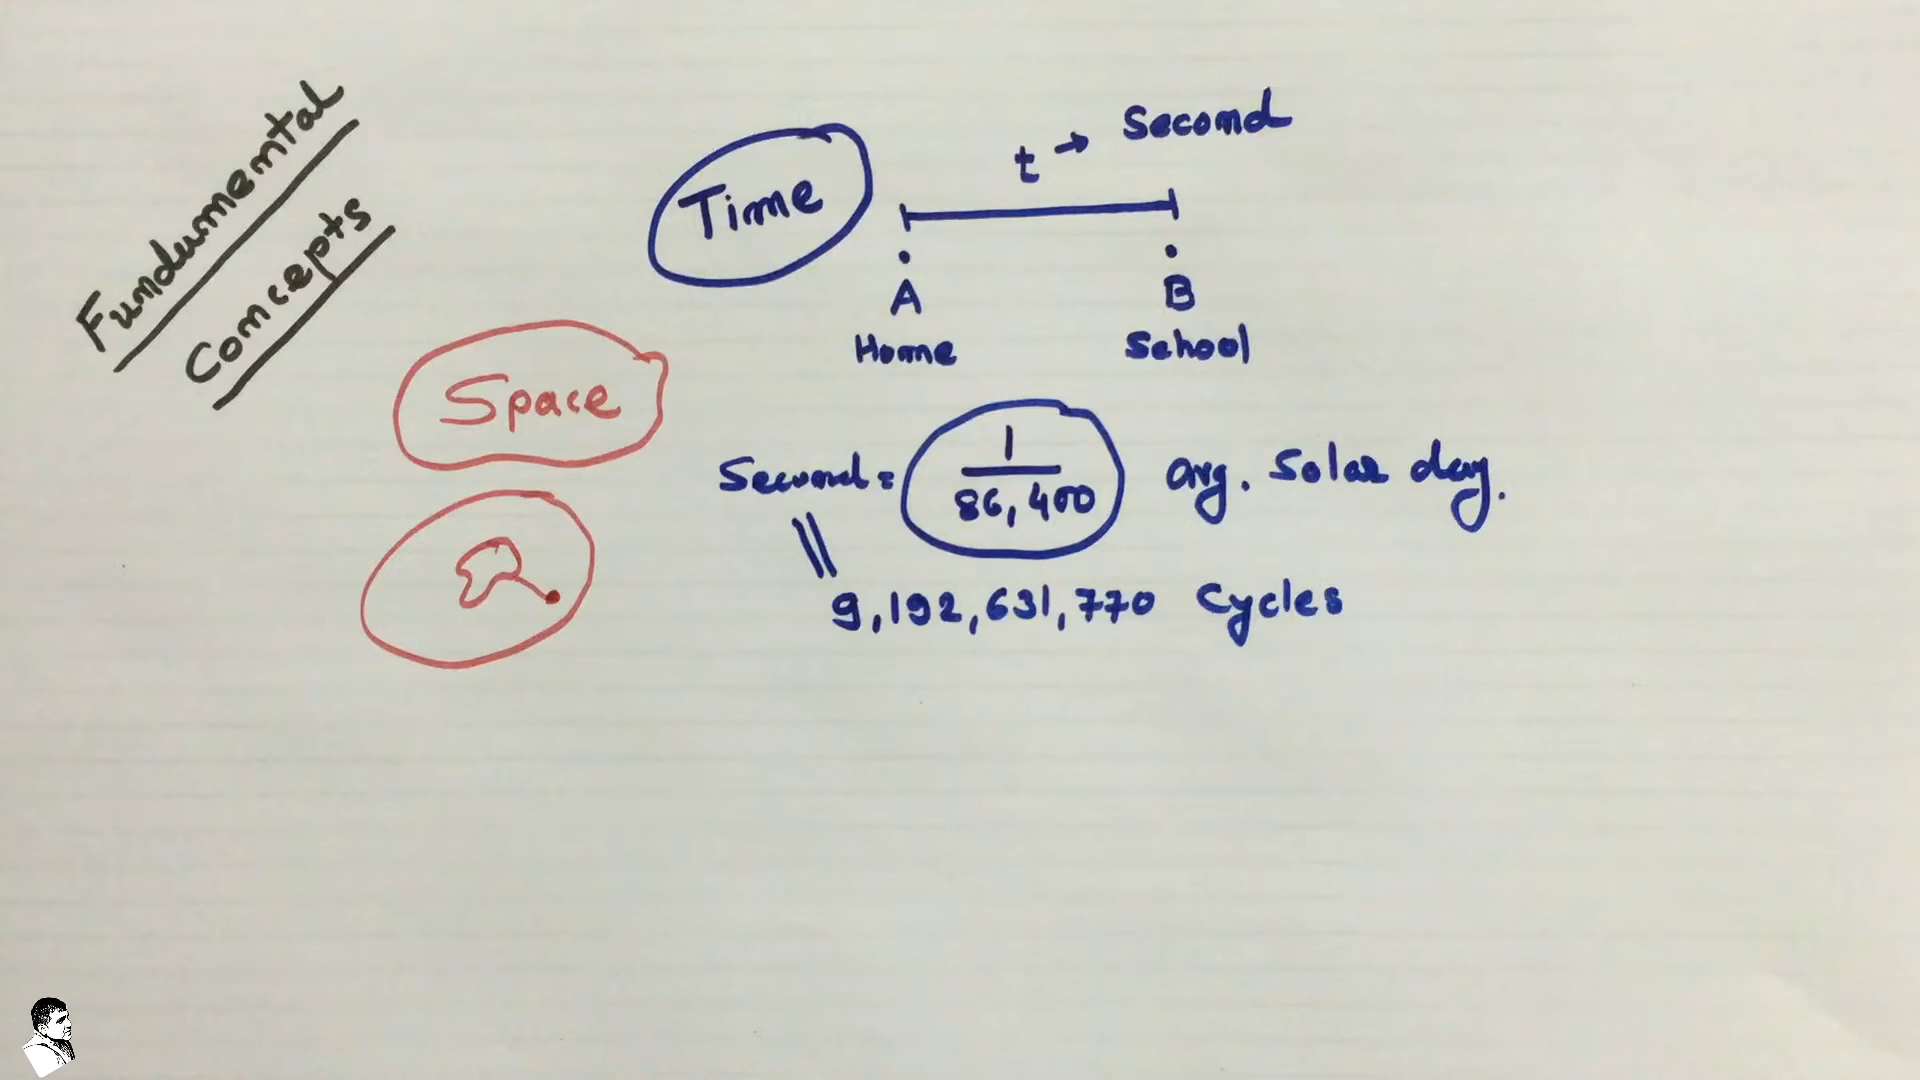 Fundumental
Concepts
Time
t → Second
A
B
Home
School
Space
Second = 1/86,400 avg. Solar day.
||
9,192,631,770 Cycles